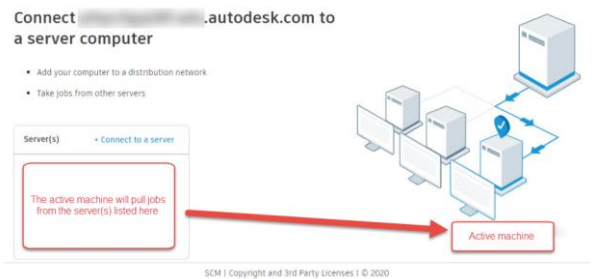 Connect .autodesk.com to
a server computer
• Add your computer to a distribution network
• Take jobs from other servers
Server(s) + Connect to a server
The active machine will pull jobs
from the server(s) listed here
Active machine
SCM | Copyright and 3rd Party Licenses | © 2020